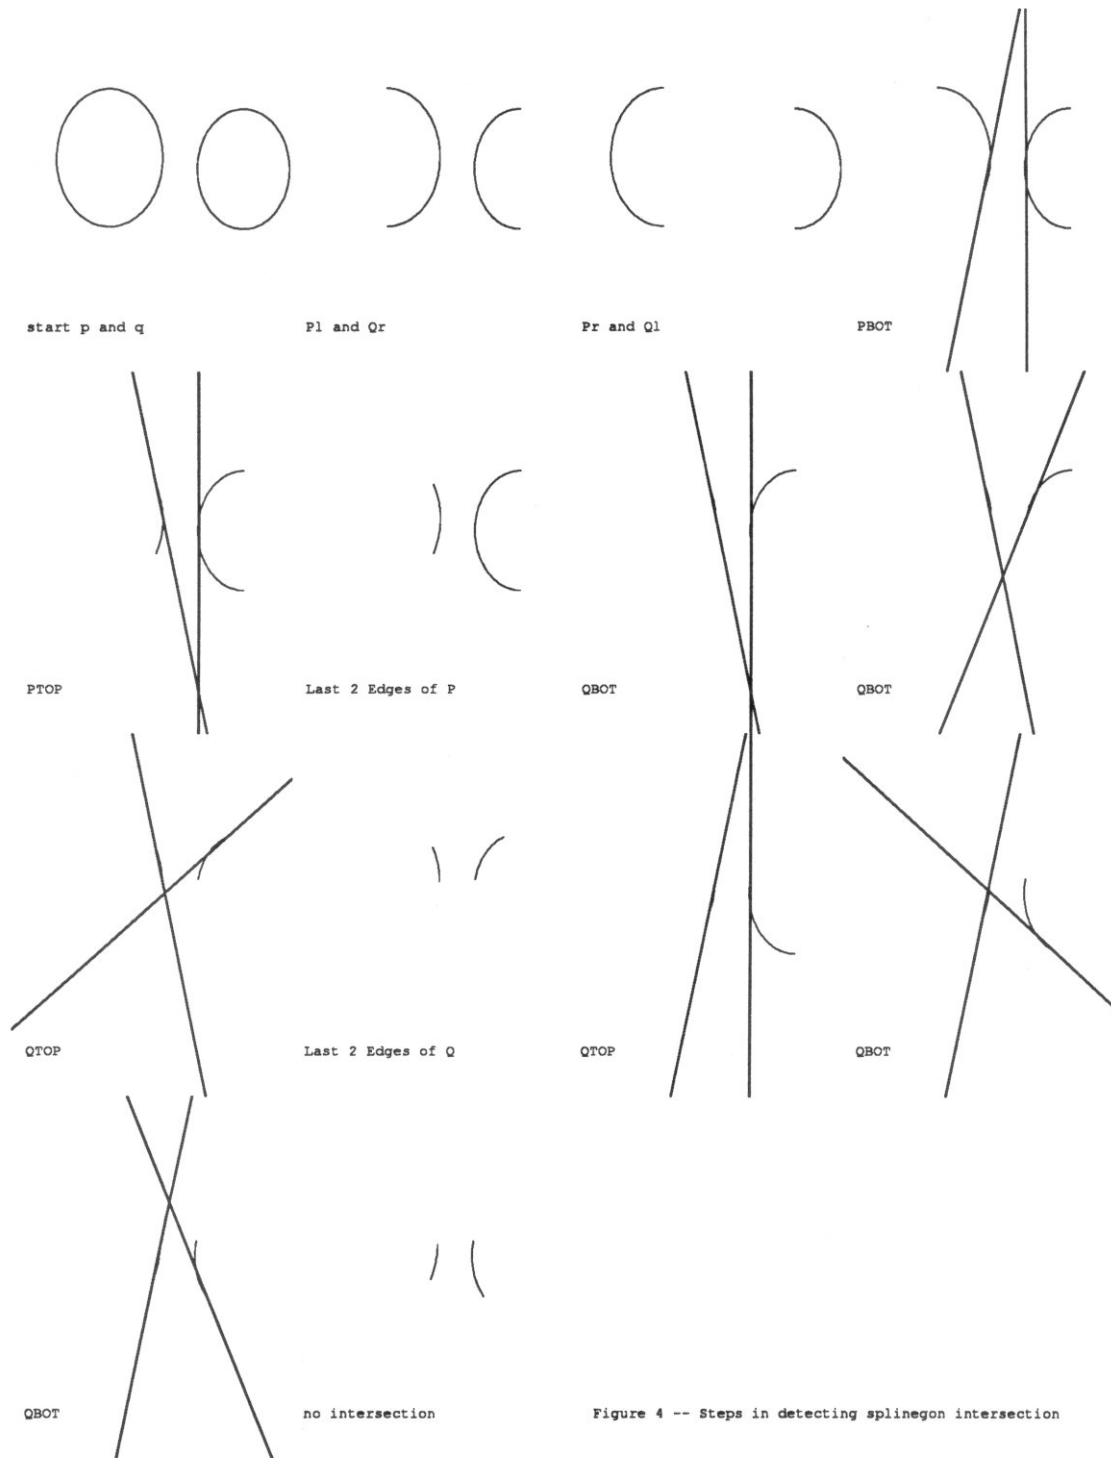 start p and q
Pl and Qr
Pr and Ql
PBOT
PTOP
Last 2 Edges of P
QBOT
QBOT
QTOP
Last 2 Edges of Q
QTOP
QBOT
QBOT
no intersection
Figure 4 -- Steps in detecting splinegon intersection